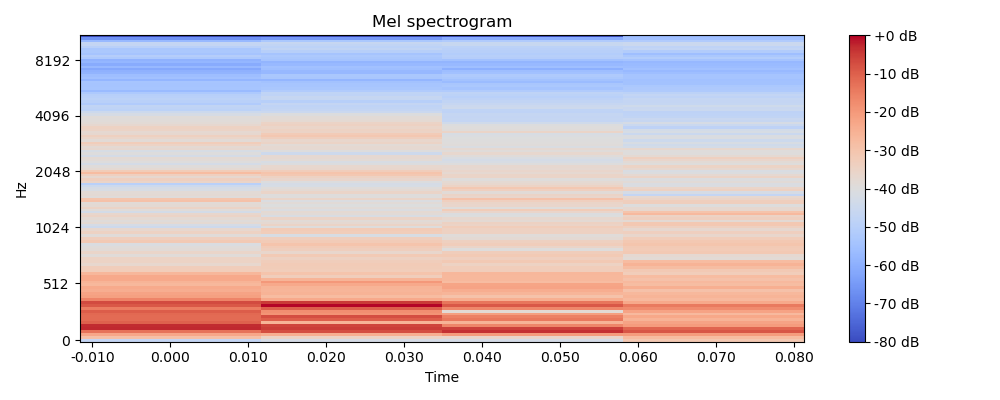 Mel spectrogram
Hz
8192
4096
2048
1024
512
0
-0.010 0.000 0.010 0.020 0.030 0.040 0.050 0.060 0.070 0.080
Time
+0 dB
-10 dB
-20 dB
-30 dB
-40 dB
-50 dB
-60 dB
-70 dB
-80 dB